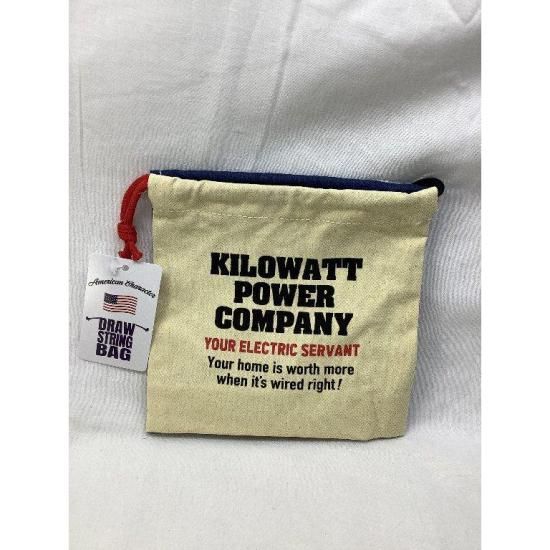 KILOWATT
POWER
COMPANY
YOUR ELECTRIC SERVANT
Your home is worth more
when it's wired right!
American Character
DRAW
STRING
BAG